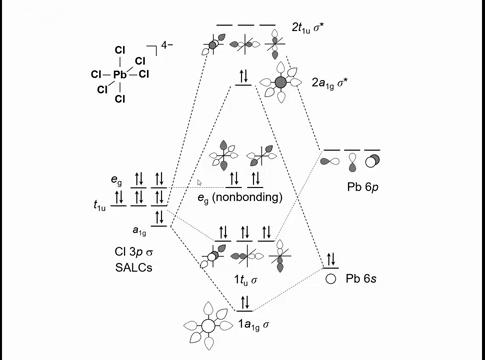 2t1u σ*
Cl
4−
Cl
Cl Pb Cl
Cl
Cl
2a1g σ*
eg
eg (nonbonding)
Pb 6p
t1u
a1g
Cl 3p σ
SALCs
1tu σ
Pb 6s
1a1g σ